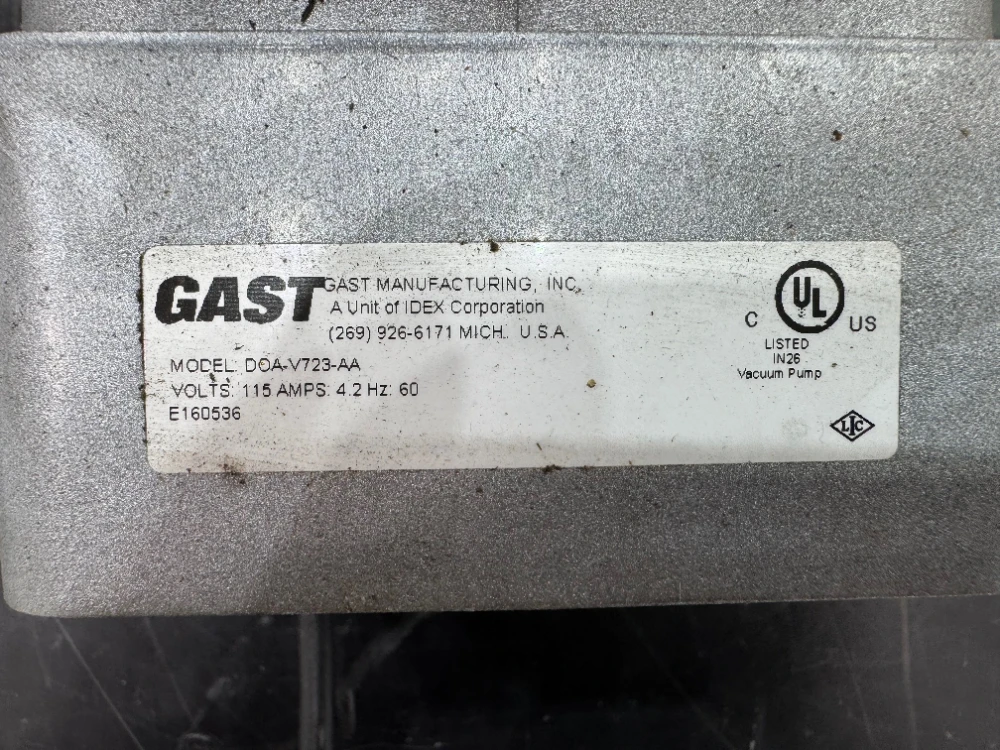 GAST
GAST MANUFACTURING, INC.
A Unit of IDEX Corporation
(269) 926-6171 MICH. U.S.A.
MODEL: DOA-V723-AA
VOLTS: 115 AMPS: 4.2 Hz: 60
E160536
UL
C US
LISTED
IN26
Vacuum Pump
LIC